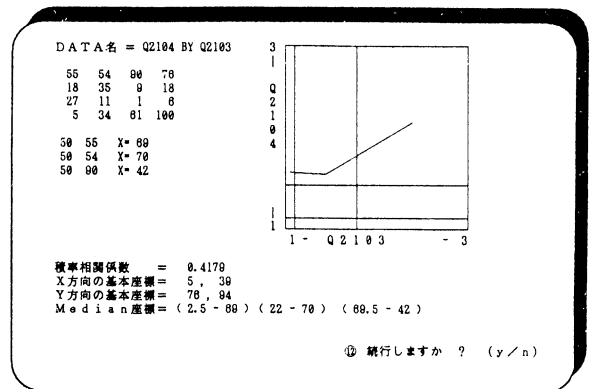 DATA名 = Q2104 BY Q2103
55 54 90 76
18 35 9 18
27 11 1 6
5 34 61 100
50 55 X= 69
50 54 X= 70
50 90 X= 42
3
|
Q
2
1
0
4
|
1
1 - Q2103 - 3
積率相関係数 = 0.4179
X方向の基本座標= 5 , 39
Y方向の基本座標= 76 , 94
Median座標= ( 2.5 - 69 ) ( 22 - 70 ) ( 69.5 - 42 )
⑫ 続行しますか ? (y/n)